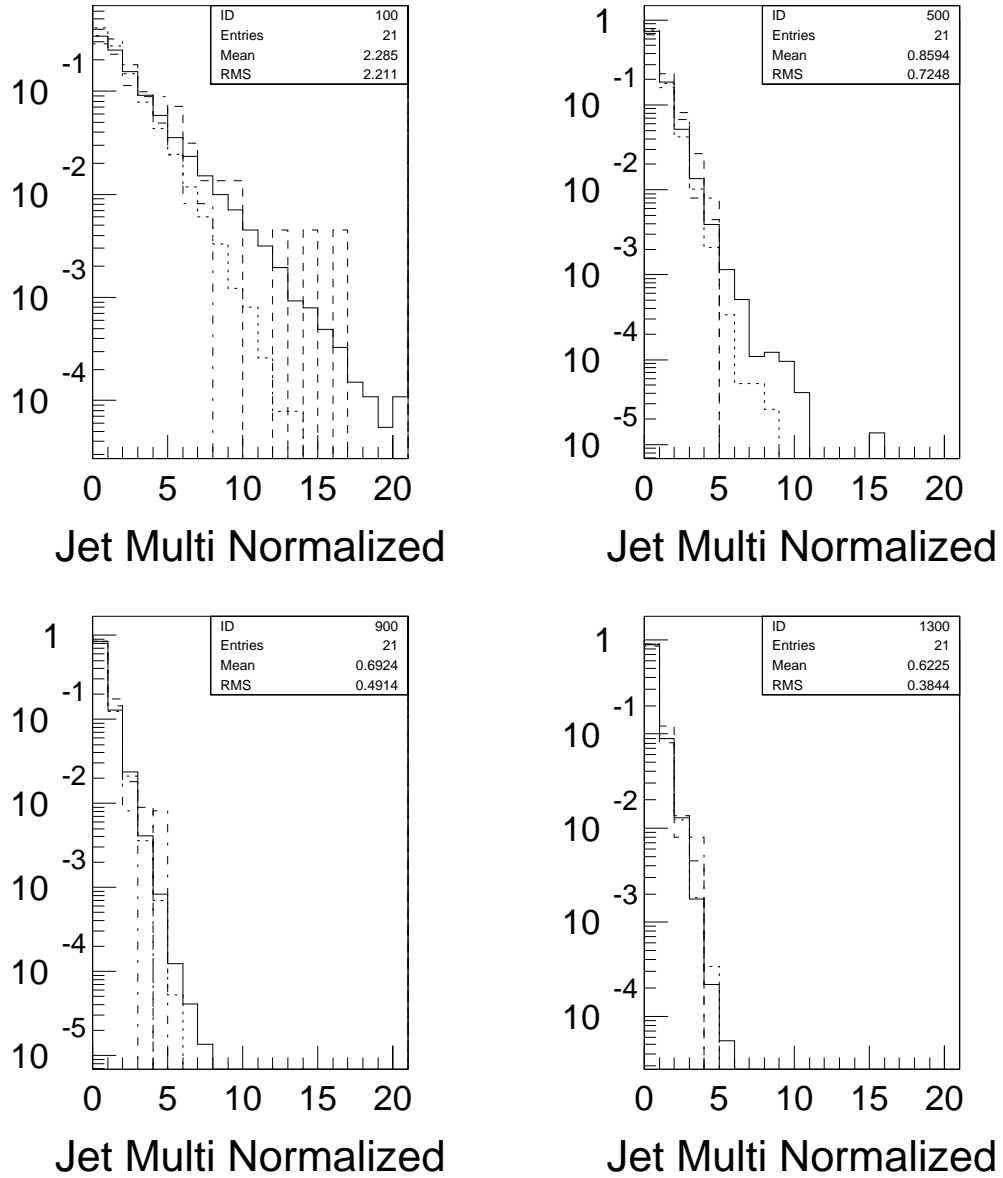 ID 100
Entries 21
Mean 2.285
RMS 2.211
10 -1
10 -2
10 -3
10 -4
0 5 10 15 20
Jet Multi Normalized
ID 500
Entries 21
Mean 0.8594
RMS 0.7248
1
10 -1
10 -2
10 -3
10 -4
10 -5
0 5 10 15 20
Jet Multi Normalized
ID 900
Entries 21
Mean 0.6924
RMS 0.4914
1
10 -1
10 -2
10 -3
10 -4
10 -5
0 5 10 15 20
Jet Multi Normalized
ID 1300
Entries 21
Mean 0.6225
RMS 0.3844
1
10 -1
10 -2
10 -3
10 -4
0 5 10 15 20
Jet Multi Normalized